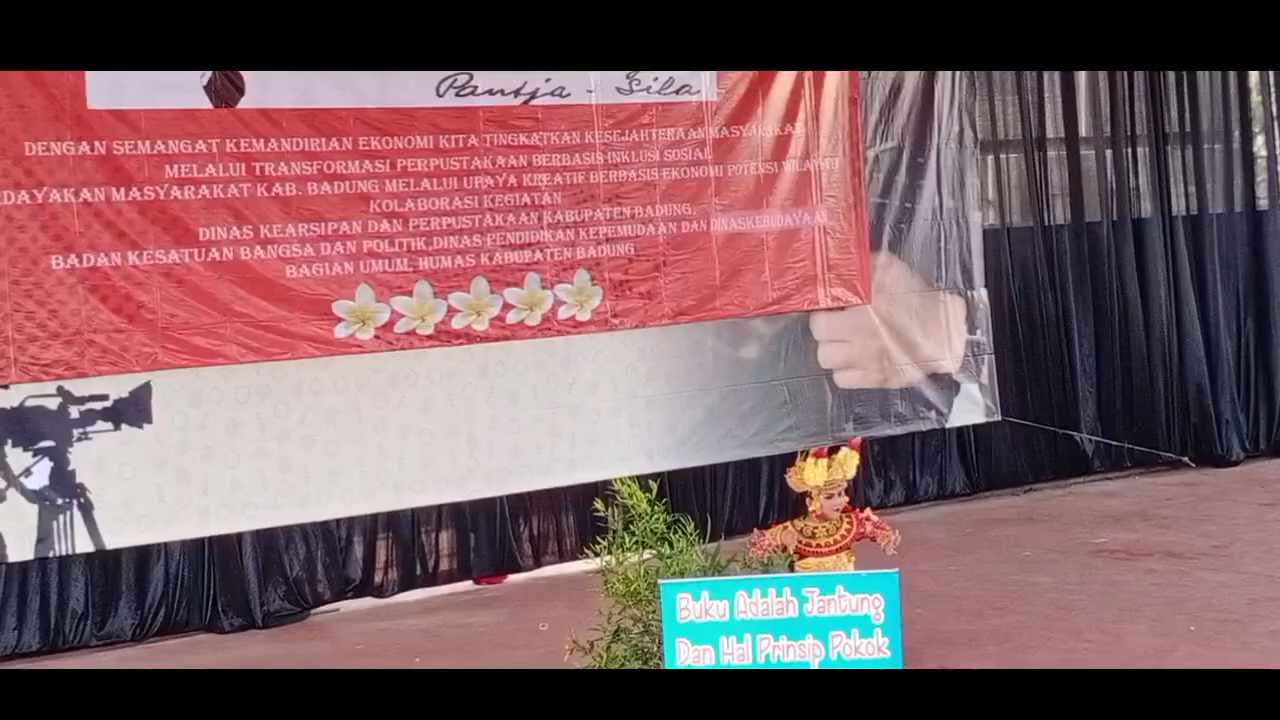 Pantja - Sila
DENGAN SEMANGAT KEMANDIRIAN EKONOMI KITA TINGKATKAN KESEJAHTERAAN MASYARAKAT
MELALUI TRANSFORMASI PERPUSTAKAAN BERBASIS INKLUSI SOSIAL
DAYAKAN MASYARAKAT KAB. BADUNG MELALUI UPAYA KREATIF BERBASIS EKONOMI POTENSI WILAYAH
KOLABORASI KEGIATAN
DINAS KEARSIPAN DAN PERPUSTAKAAN KABUPATEN BADUNG,
BADAN KESATUAN BANGSA DAN POLITIK,DINAS PENDIDIKAN KEPEMUDAAN DAN DINASKEBUDAYAAN
BAGIAN UMUM, HUMAS KABUPATEN BADUNG
Buku Adalah Jantung
Dan Hal Prinsip Pokok